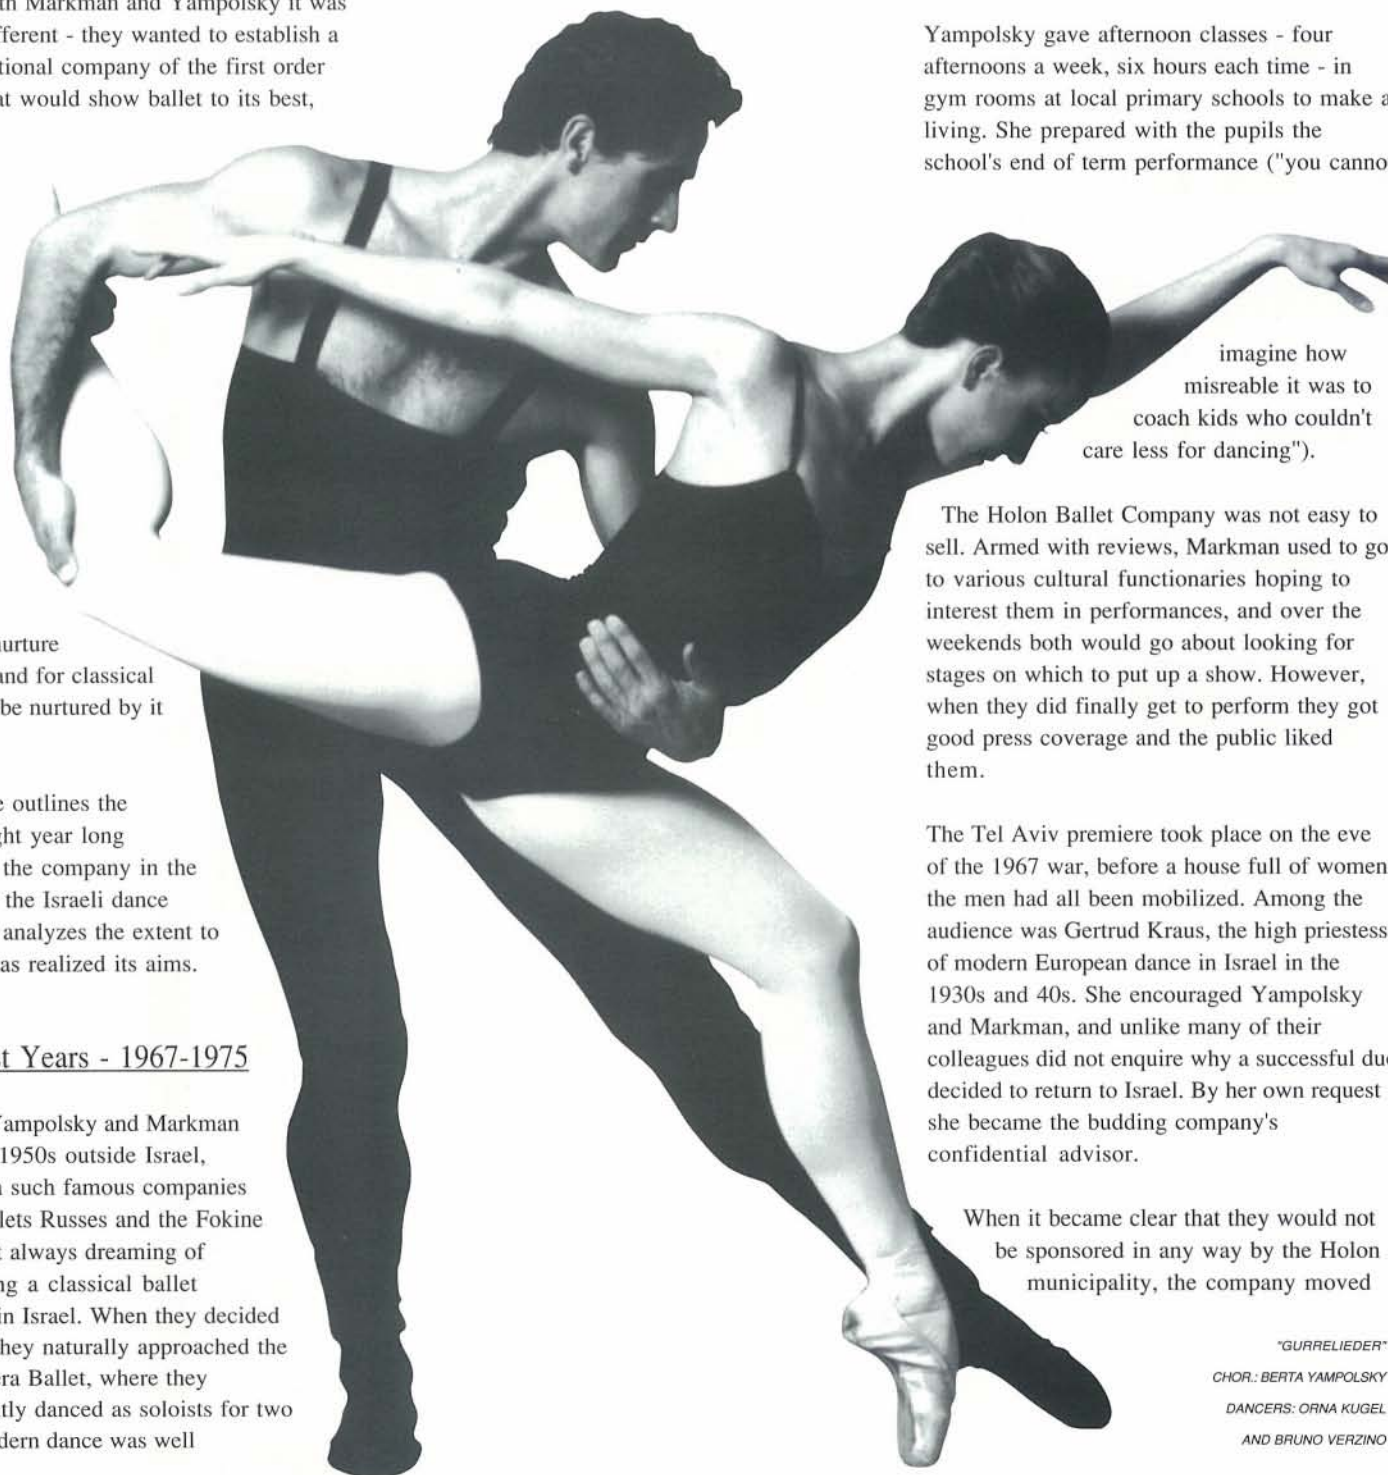 th Markman and Yampolsky it was
fferent - they wanted to establish a
tional company of the first order
at would show ballet to its best,
urture
and for classical
be nurtured by it
e outlines the
ght year long
the company in the
the Israeli dance
analyzes the extent to
as realized its aims.
t Years - 1967-1975
Yampolsky and Markman
1950s outside Israel,
n such famous companies
lets Russes and the Fokine
t always dreaming of
ng a classical ballet
in Israel. When they decided
they naturally approached the
era Ballet, where they
tly danced as soloists for two
dern dance was well
Yampolsky gave afternoon classes - four
afternoons a week, six hours each time - in
gym rooms at local primary schools to make a
living. She prepared with the pupils the
school's end of term performance ("you canno
imagine how
misreable it was to
coach kids who couldn't
care less for dancing").
The Holon Ballet Company was not easy to
sell. Armed with reviews, Markman used to go
to various cultural functionaries hoping to
interest them in performances, and over the
weekends both would go about looking for
stages on which to put up a show. However,
when they did finally get to perform they got
good press coverage and the public liked
them.
The Tel Aviv premiere took place on the eve
of the 1967 war, before a house full of women
the men had all been mobilized. Among the
audience was Gertrud Kraus, the high priestess
of modern European dance in Israel in the
1930s and 40s. She encouraged Yampolsky
and Markman, and unlike many of their
colleagues did not enquire why a successful duo
decided to return to Israel. By her own request
she became the budding company's
confidential advisor.
When it became clear that they would not
be sponsored in any way by the Holon
municipality, the company moved
"GURRELIEDER"
CHOR.: BERTA YAMPOLSKY
DANCERS: ORNA KUGEL
AND BRUNO VERZINO